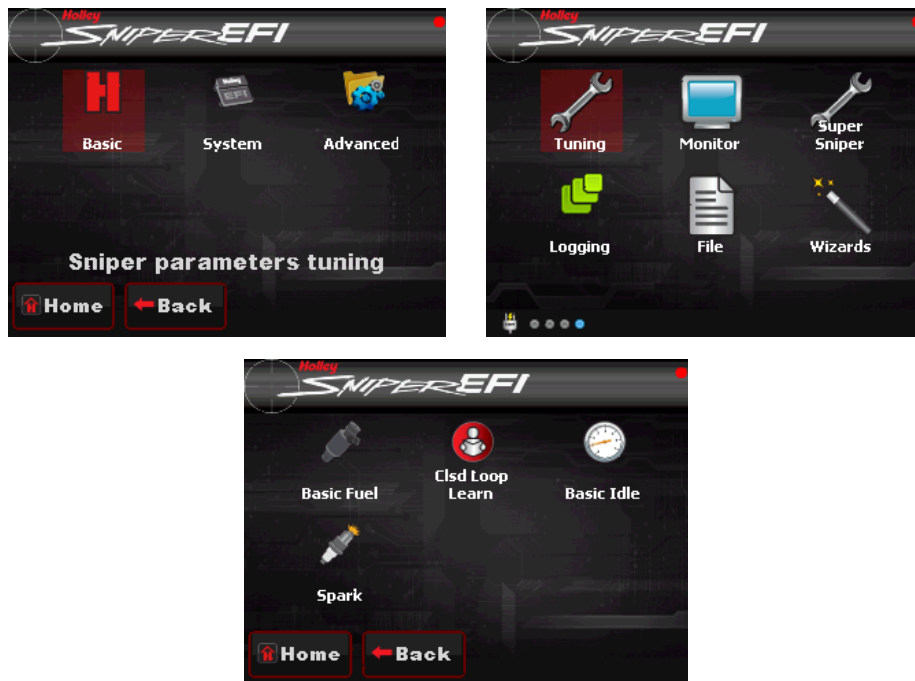 Holley
SNIPER EFI
Basic
System
Advanced
Sniper parameters tuning
Home
Back
Holley
SNIPER EFI
Tuning
Monitor
Super
Sniper
Logging
File
Wizards
Holley
SNIPER EFI
Basic Fuel
Clsd Loop
Learn
Basic Idle
Spark
Home
Back